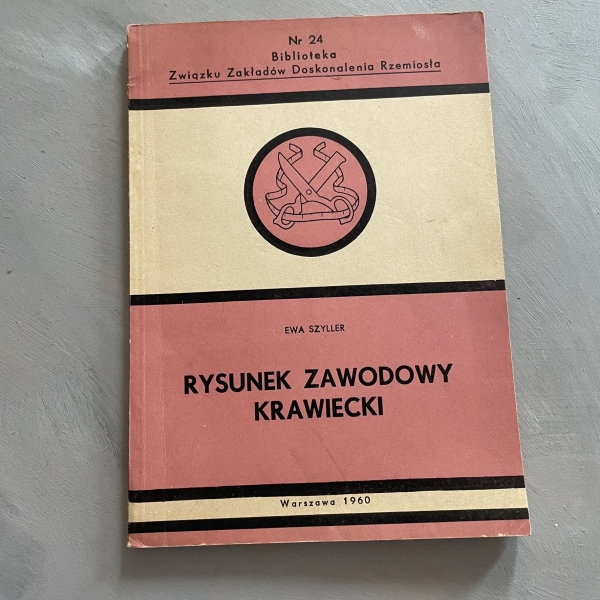 Nr 24
Biblioteka
Związku Zakładów Doskonalenia Rzemiosła
EWA SZYLLER
RYSUNEK ZAWODOWY
KRAWIECKI
Warszawa 1960